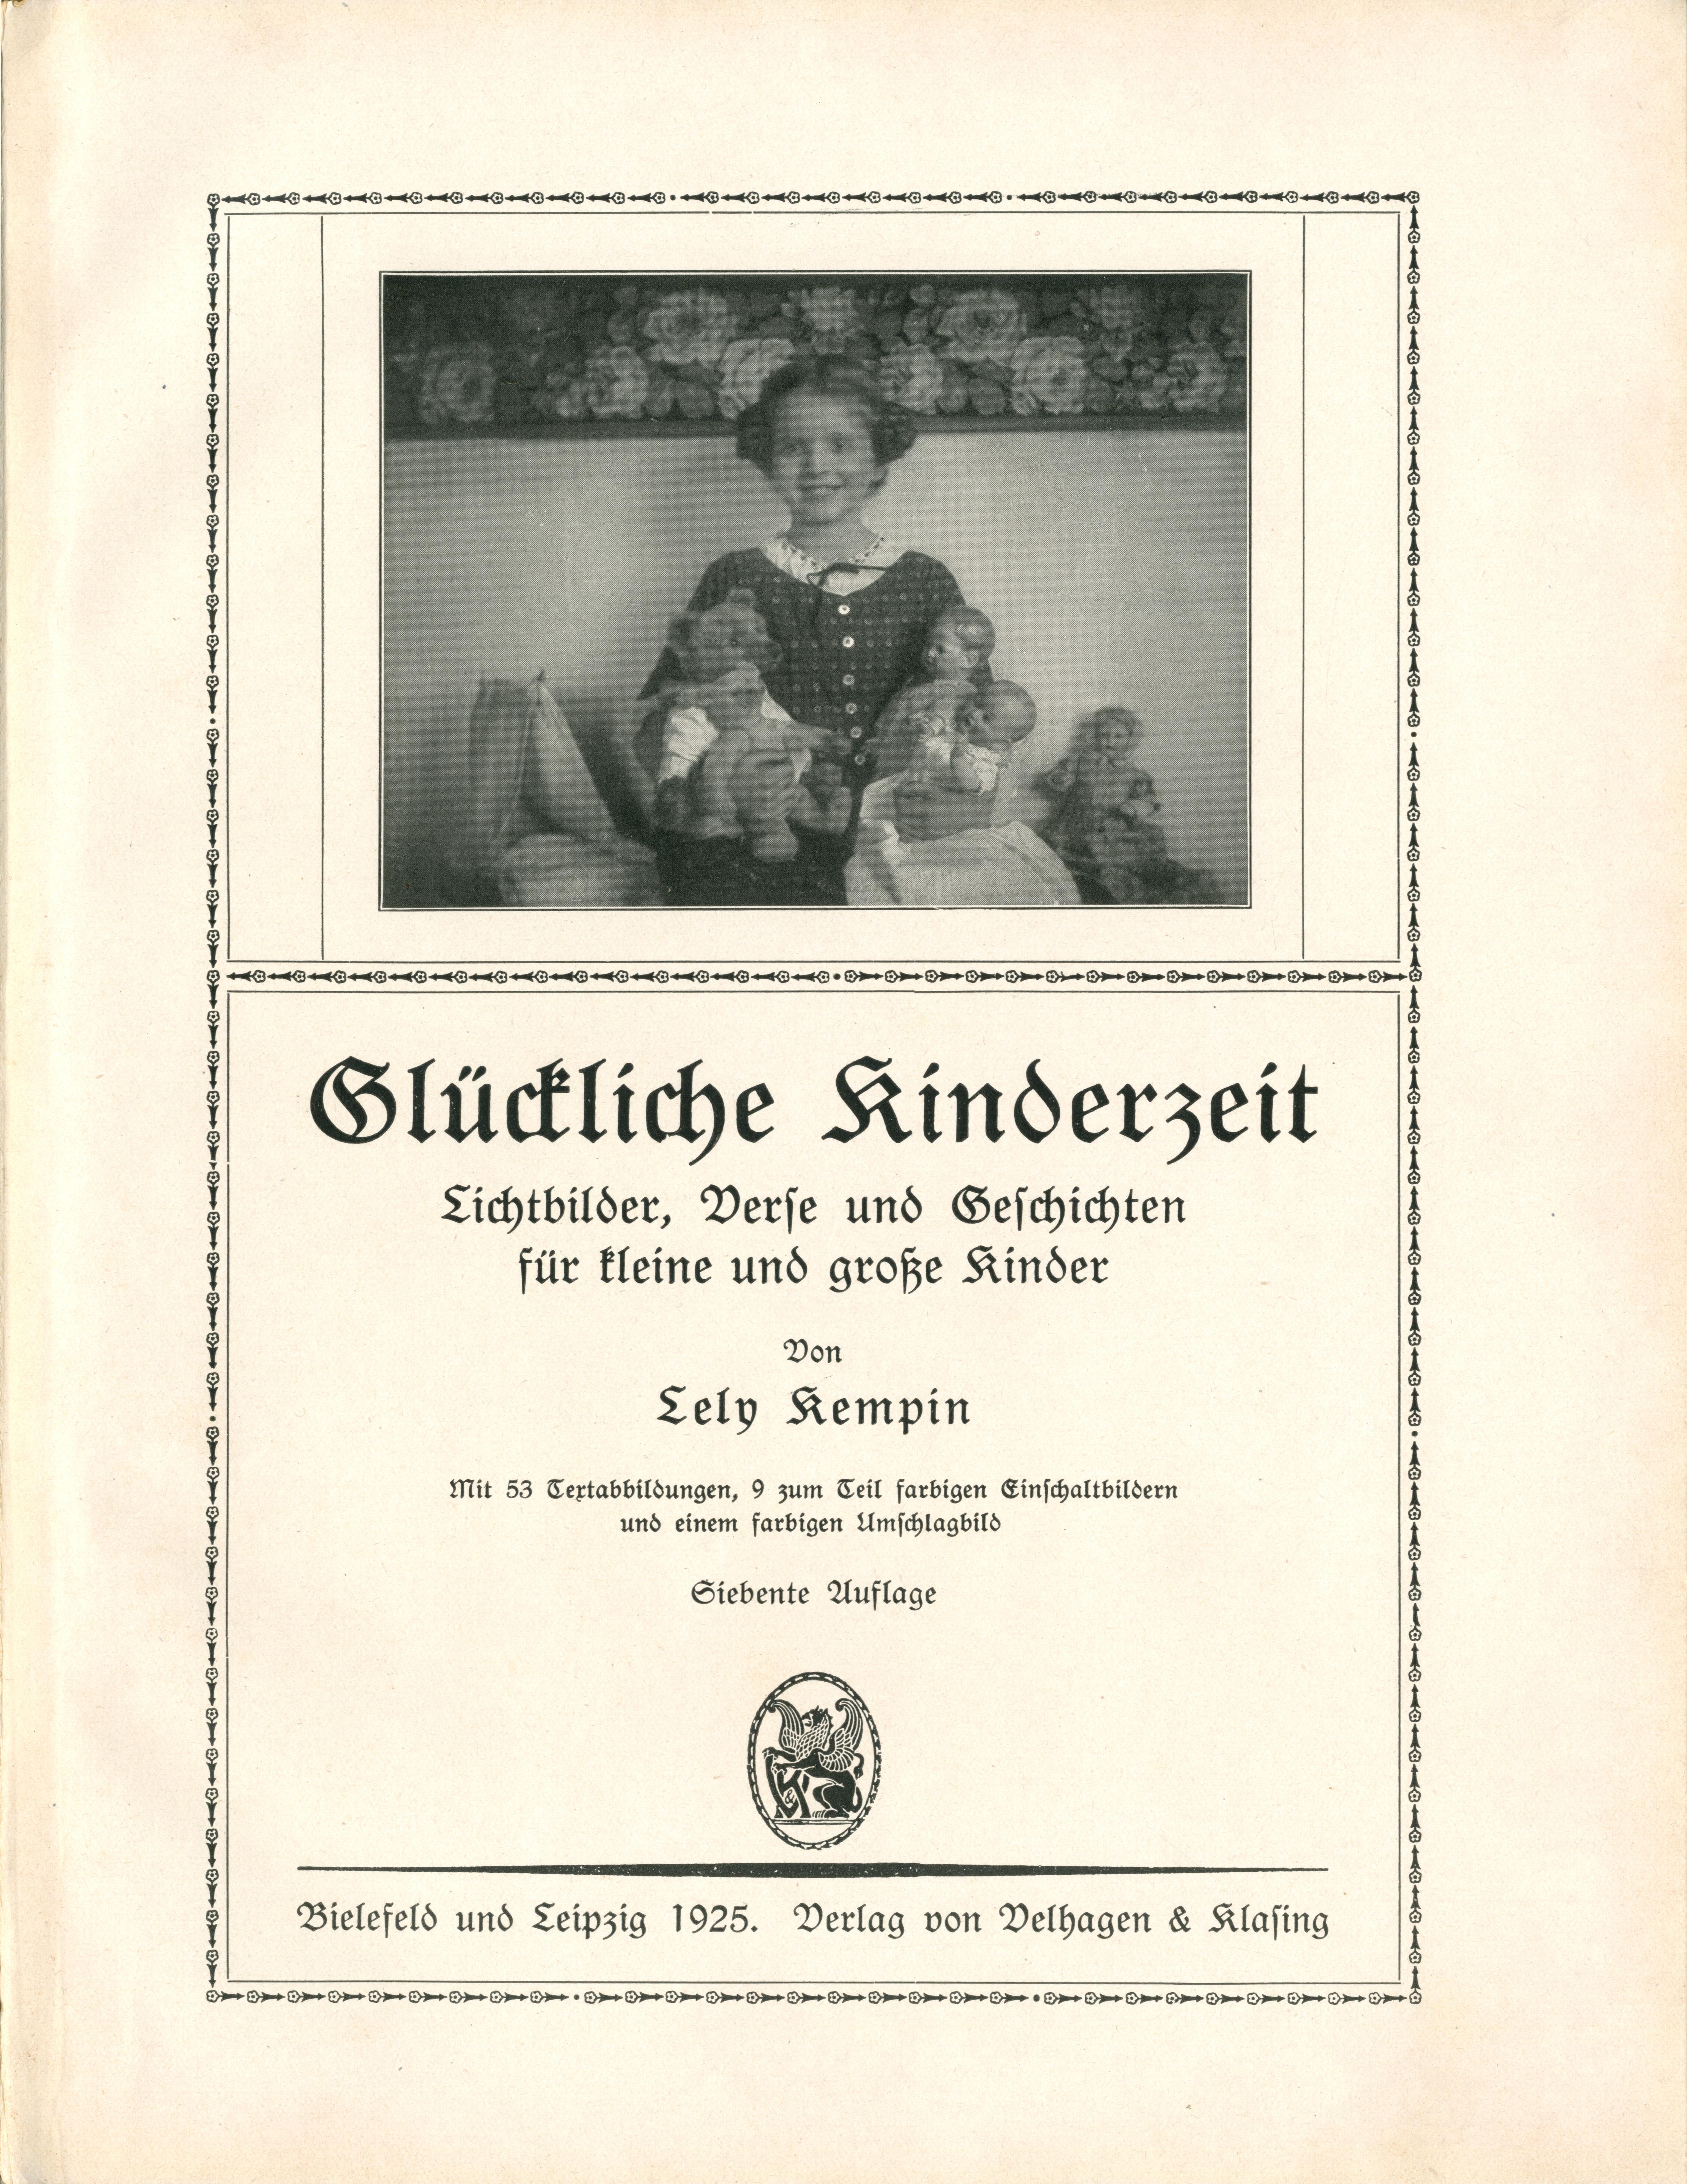 Glückliche Kinderzeit
Lichtbilder, Verſe und Geſchichten
für kleine und große Kinder
Von
Lely Kempin
Mit 53 Textabbildungen, 9 zum Teil farbigen Einſchaltbildern
und einem farbigen Umſchlagbild
Siebente Auflage
V&K
Bielefeld und Leipzig 1925. Verlag von Velhagen & Klaſing